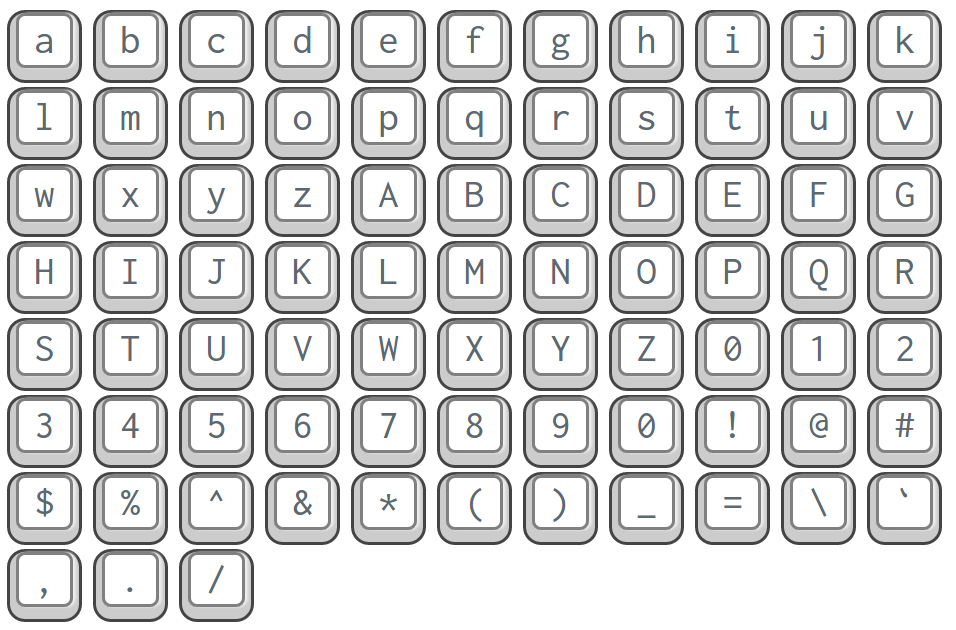 a b c d e f g h i j k
l m n o p q r s t u v
w x y z A B C D E F G
H I J K L M N O P Q R
S T U V W X Y Z 0 1 2
3 4 5 6 7 8 9 0 ! @ #
$ % ^ & * ( ) _ = \ `
, . /